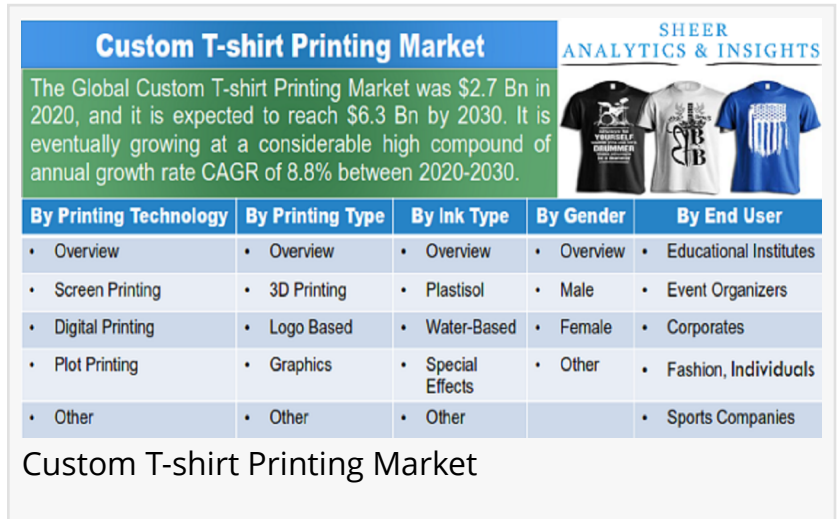 Custom T-shirt Printing Market
SHEER
ANALYTICS & INSIGHTS
The Global Custom T-shirt Printing Market was $2.7 Bn in
2020, and it is expected to reach $6.3 Bn by 2030. It is
eventually growing at a considerable high compound of
annual growth rate CAGR of 8.8% between 2020-2030.
YOURSELF
DRUMMER
B
B
By Printing Technology By Printing Type By Ink Type By Gender By End User
• Overview • Overview • Overview • Overview • Educational Institutes
• Screen Printing • 3D Printing • Plastisol • Male • Event Organizers
• Digital Printing • Logo Based • Water-Based • Female • Corporates
• Plot Printing • Graphics • Special • Other • Fashion, Individuals
Effects
• Other • Other • Other • Sports Companies
Custom T-shirt Printing Market